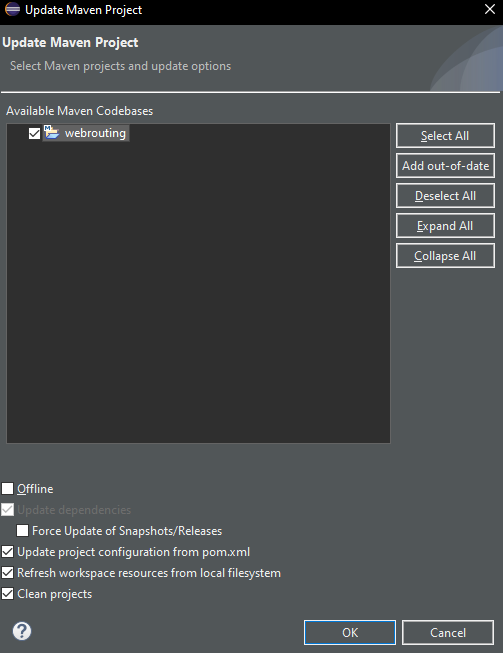 Update Maven Project
Update Maven Project
Select Maven projects and update options
Available Maven Codebases
webrouting
Select All
Add out-of-date
Deselect All
Expand All
Collapse All
Offline
Update dependencies
Force Update of Snapshots/Releases
Update project configuration from pom.xml
Refresh workspace resources from local filesystem
Clean projects
OK
Cancel